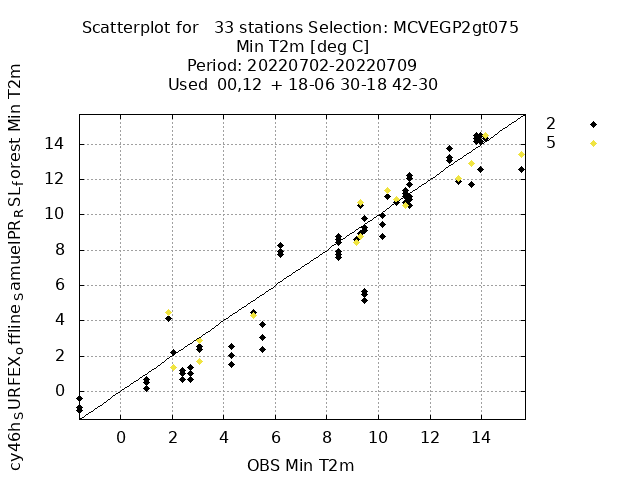 Scatterplot for   33 stations Selection: MCVEGP2gt075
Min T2m [deg C]
Period: 20220702-20220709
Used  00,12  + 18-06 30-18 42-30
2
5
cy46h_SURFEX_offline_samuelPR_RSL_forest Min T2m
14
12
10
8
6
4
2
0
0 2 4 6 8 10 12 14
OBS Min T2m